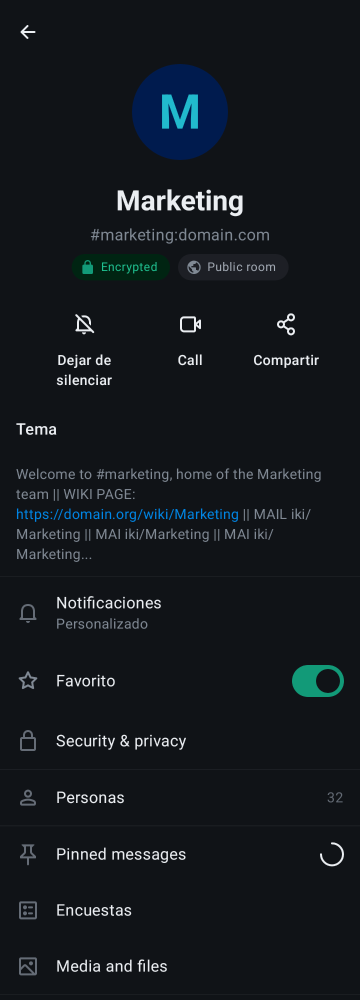 M
Marketing
#marketing:domain.com
Encrypted
Public room
Dejar de
silenciar
Call
Compartir
Tema
Welcome to #marketing, home of the Marketing
team || WIKI PAGE:
https://domain.org/wiki/Marketing || MAIL iki/
Marketing || MAI iki/Marketing || MAI iki/
Marketing...
Notificaciones
Personalizado
Favorito
Security & privacy
Personas 32
Pinned messages
Encuestas
Media and files